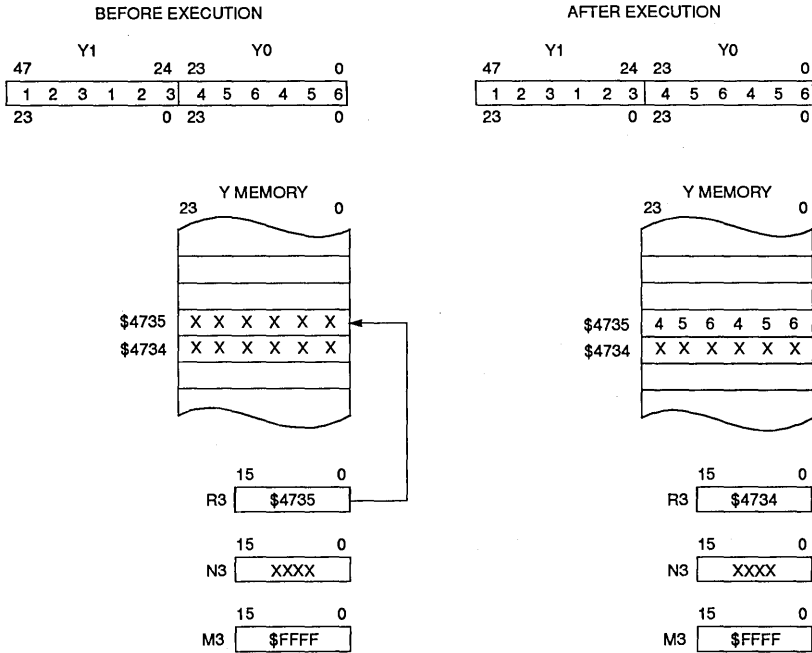 BEFORE EXECUTION
Y1 Y0
47 24 23 0
1 2 3 1 2 3 4 5 6 4 5 6
23 0 23 0
Y MEMORY
23 0
$4735 X X X X X X
$4734 X X X X X X
15 0
R3 $4735
15 0
N3 XXXX
15 0
M3 $FFFF
AFTER EXECUTION
Y1 Y0
47 24 23 0
1 2 3 1 2 3 4 5 6 4 5 6
23 0 23 0
Y MEMORY
23 0
$4735 4 5 6 4 5 6
$4734 X X X X X X
15 0
R3 $4734
15 0
N3 XXXX
15 0
M3 $FFFF